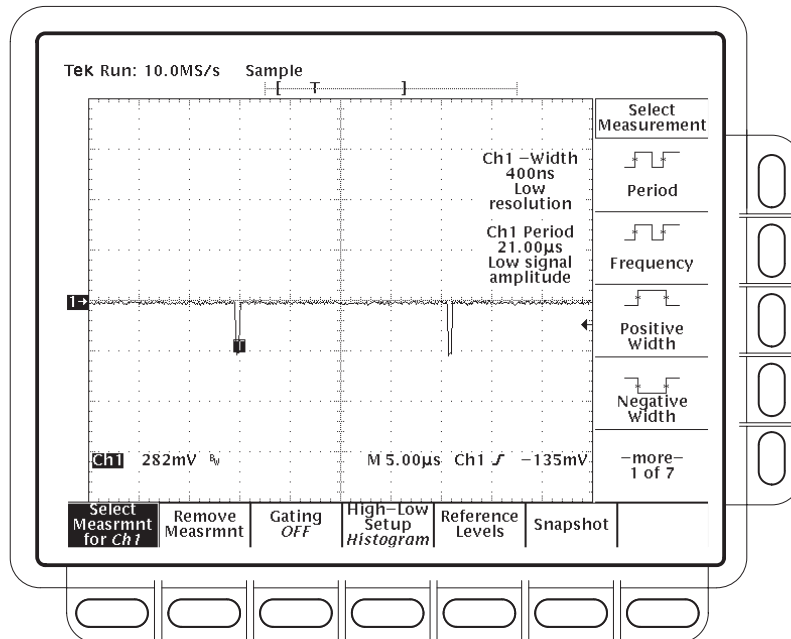 Tek Run: 10.0MS/s Sample
[ T ]
Ch1 −Width
400ns
Low
resolution
Ch1 Period
21.00µs
Low signal
amplitude
1→
T
Ch1 282mV BW M 5.00µs Ch1 −135mV
Select
Measurement
Period
Frequency
Positive
Width
Negative
Width
−more−
1 of 7
Select
Measrmnt
for Ch1
Remove
Measrmnt
Gating
OFF
High−Low
Setup
Histogram
Reference
Levels
Snapshot